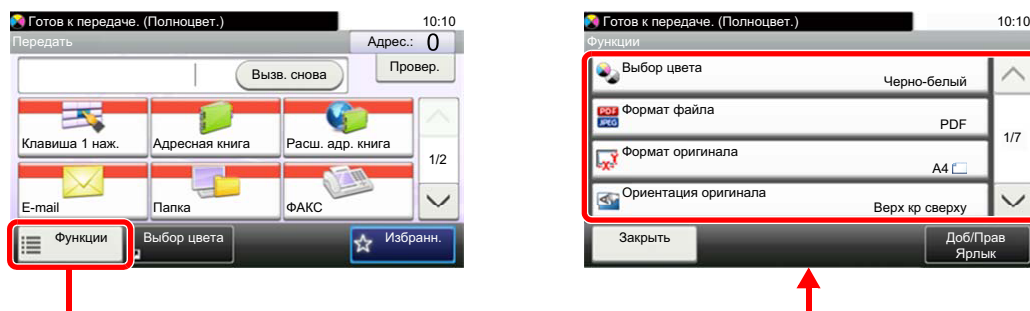 Готов к передаче. (Полноцвет.)
10:10
Передать
Адрес.: 0
Вызв. снова
Провер.
Клавиша 1 наж.
Адресная книга
Расш. адр. книга
1/2
E-mail
Папка
ФАКС
Функции
Выбор цвета
Избранн.
Готов к передаче. (Полноцвет.)
10:10
Функции
Выбор цвета
Черно-белый
PDF
JPEG
Формат файла
PDF
1/7
Формат оригинала
A4
Ориентация оригинала
Верх кр сверху
Закрыть
Доб/Прав
Ярлык